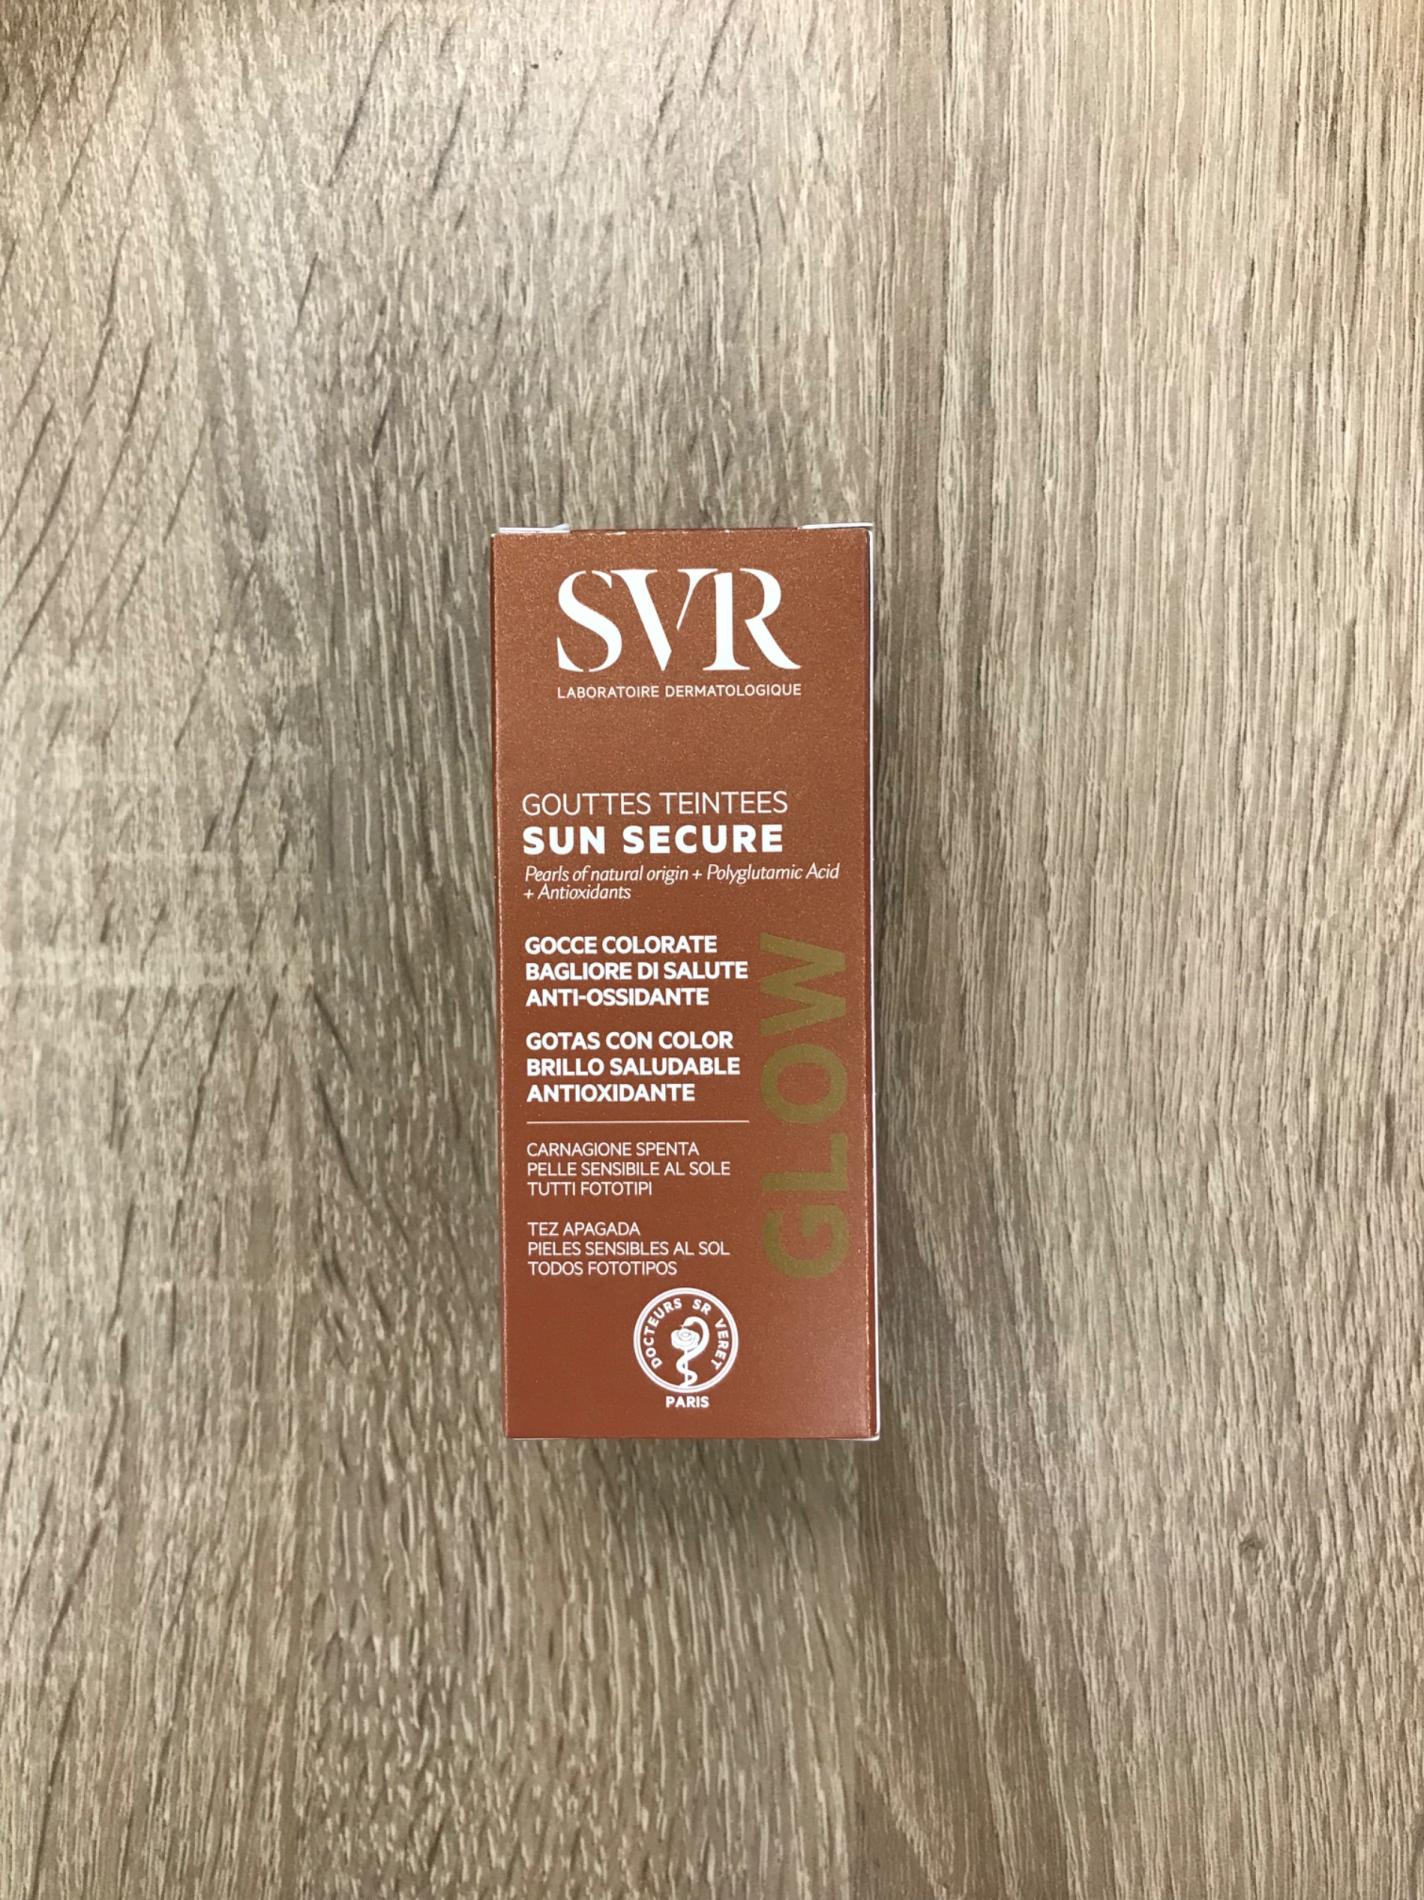 SVR
LABORATOIRE DERMATOLOGIQUE
GOUTTES TEINTEES
SUN SECURE
Pearls of natural origin + Polyglutamic Acid
+ Antioxidants
GOCCE COLORATE
BAGLIORE DI SALUTE
ANTI-OSSIDANTE
GOTAS CON COLOR
BRILLO SALUDABLE
ANTIOXIDANTE
GLOW
CARNAGIONE SPENTA
PELLE SENSIBILE AL SOLE
TUTTI FOTOTIPI
TEZ APAGADA
PIELES SENSIBLES AL SOL
TODOS FOTOTIPOS
DOCTEURS SR VERET
PARIS